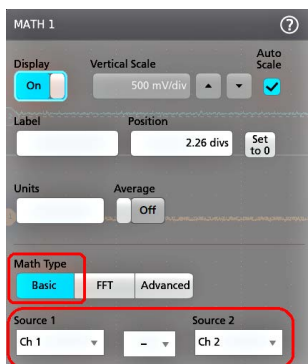 MATH 1 ?
Display Vertical Scale Auto Scale
On 500 mV/div
Label Position
2.26 divs Set to 0
Units Average
Off
Math Type
Basic FFT Advanced
Source 1 Source 2
Ch 1 - Ch 2